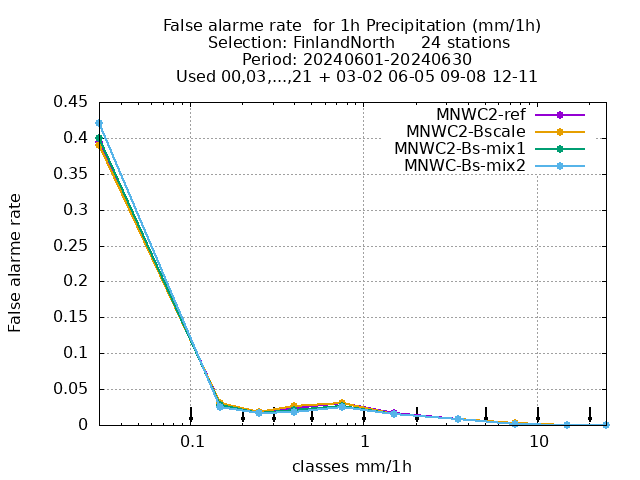 False alarme rate  for 1h Precipitation (mm/1h)
Selection: FinlandNorth     24 stations
Period: 20240601-20240630
Used 00,03,...,21 + 03-02 06-05 09-08 12-11
MNWC2-ref
MNWC2-Bscale
MNWC2-Bs-mix1
MNWC-Bs-mix2
False alarme rate
0.45
0.4
0.35
0.3
0.25
0.2
0.15
0.1
0.05
0
0.1 1 10
classes mm/1h